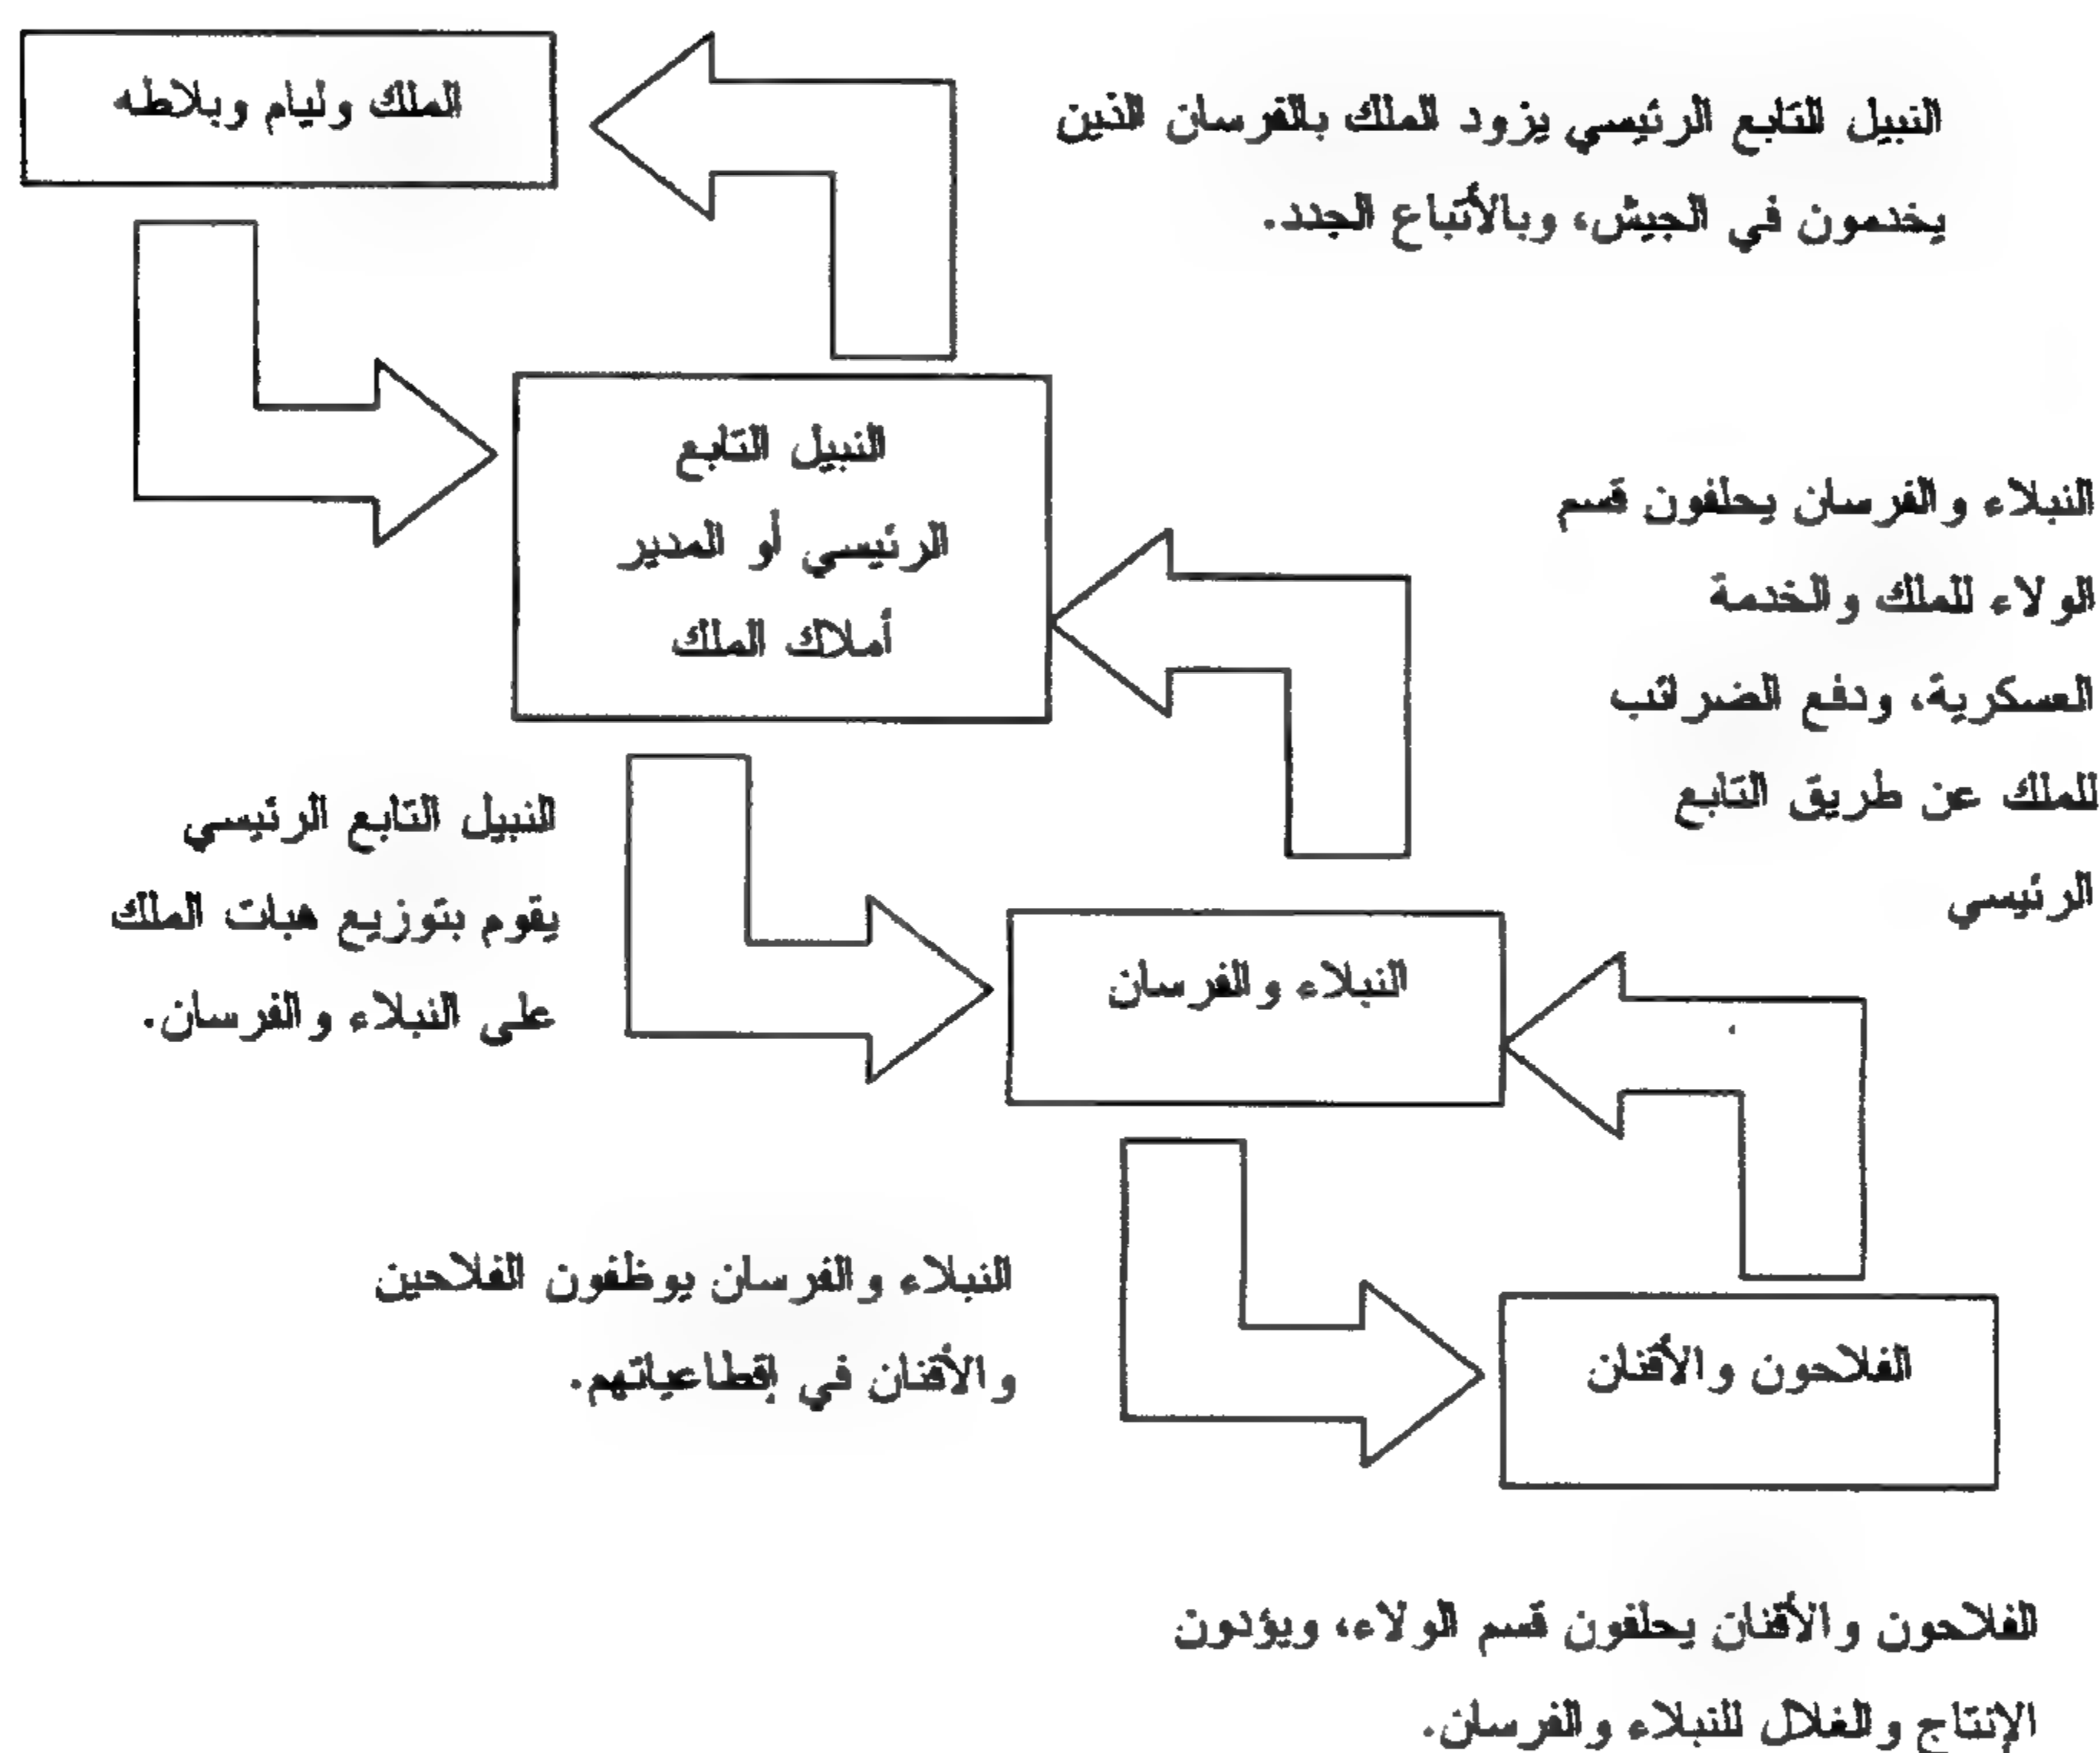 الملك وليام وبلاطه
النبيل التابع الرئيسي يزود الملك بالفرسان الذين
يخدمون في الجيش، وبالأتباع الجدد.
النبيل التابع
الرئيسي أو المدير
أملاك الملك
النبلاء والفرسان يحلفون قسم
الولاء للملك والخدمة
العسكرية، ودفع الضرائب
للملك عن طريق التابع
الرئيسي
النبيل التابع الرئيسي
يقوم بتوزيع هبات الملك
على النبلاء والفرسان.
النبلاء والفرسان
النبلاء والفرسان يوظفون الفلاحين
والأقنان في إقطاعياتهم.
الفلاحون والأقنان
الفلاحون والأقنان يحلفون قسم الولاء، ويؤدون
الإنتاج والغلال للنبلاء والفرسان.